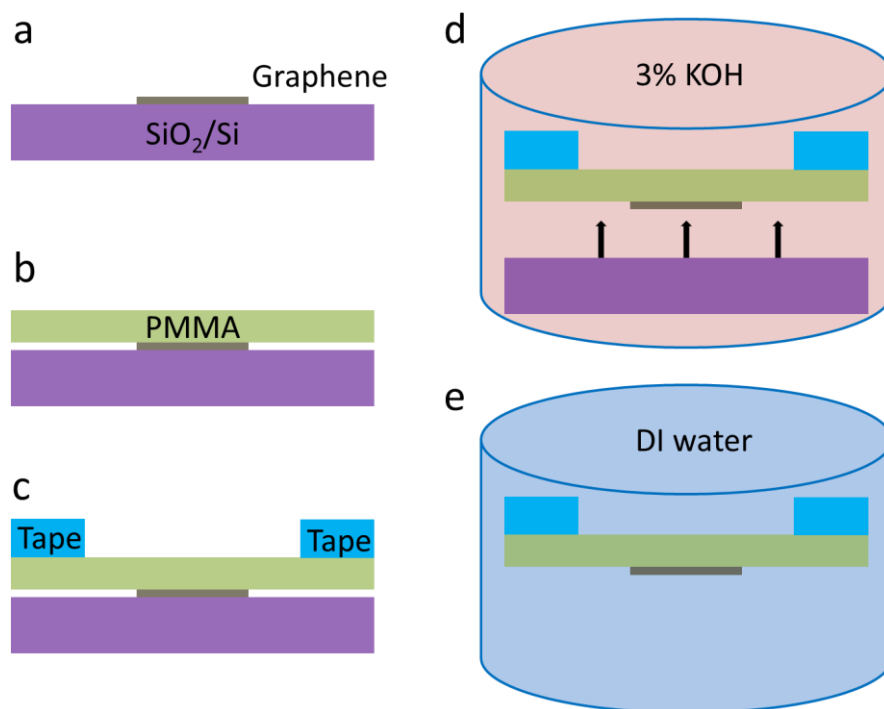 a
Graphene
SiO₂/Si
b
PMMA
c
Tape Tape
d
3% KOH
e
DI water